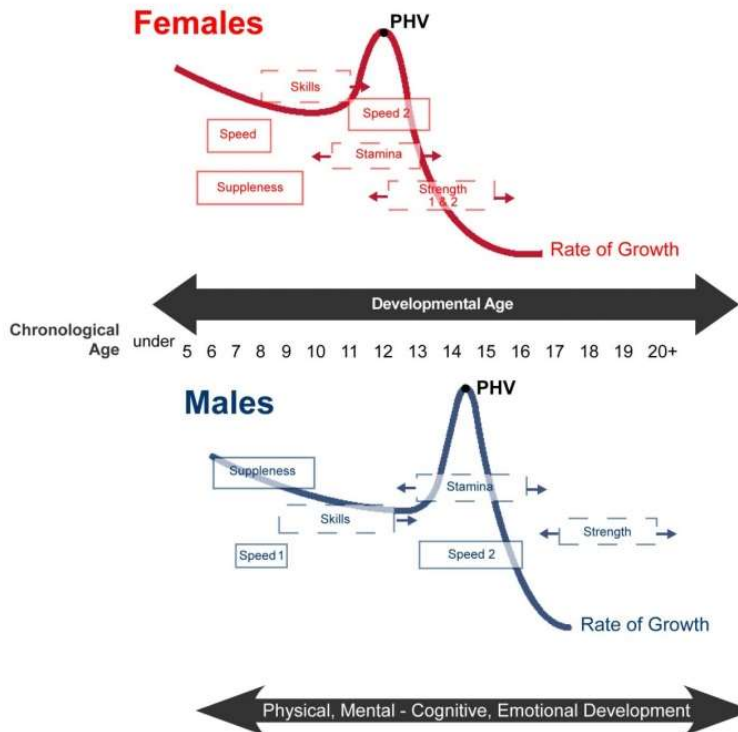 Females
PHV
Skills
Speed
Speed 2
Stamina
Suppleness
Strength
1 & 2
Rate of Growth
Developmental Age
Chronological
Age
under 5 6 7 8 9 10 11 12 13 14 15 16 17 18 19 20+
Males
PHV
Suppleness
Stamina
Skills
Strength
Speed 1
Speed 2
Rate of Growth
Physical, Mental - Cognitive, Emotional Development